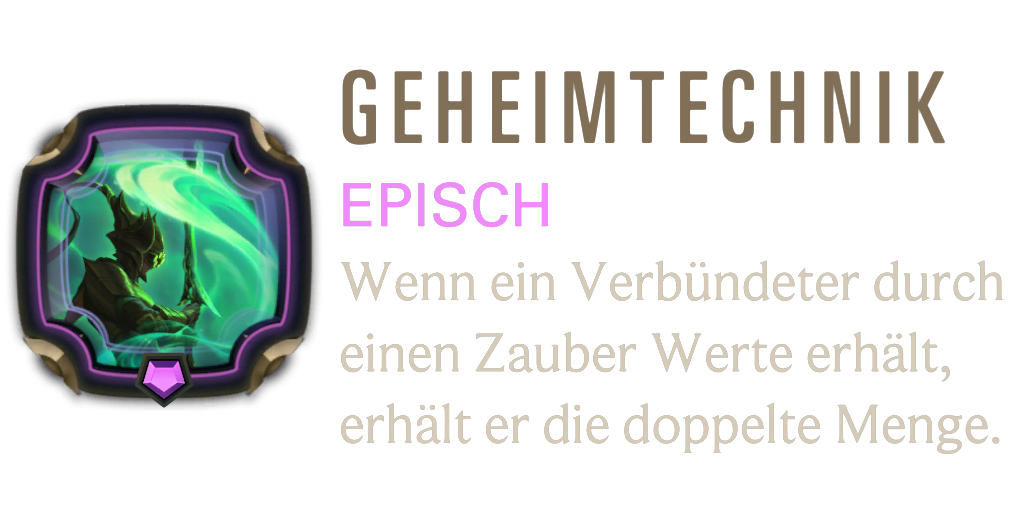 GEHEIMTECHNIK
EPISCH
Wenn ein Verbündeter durch
einen Zauber Werte erhält,
erhält er die doppelte Menge.